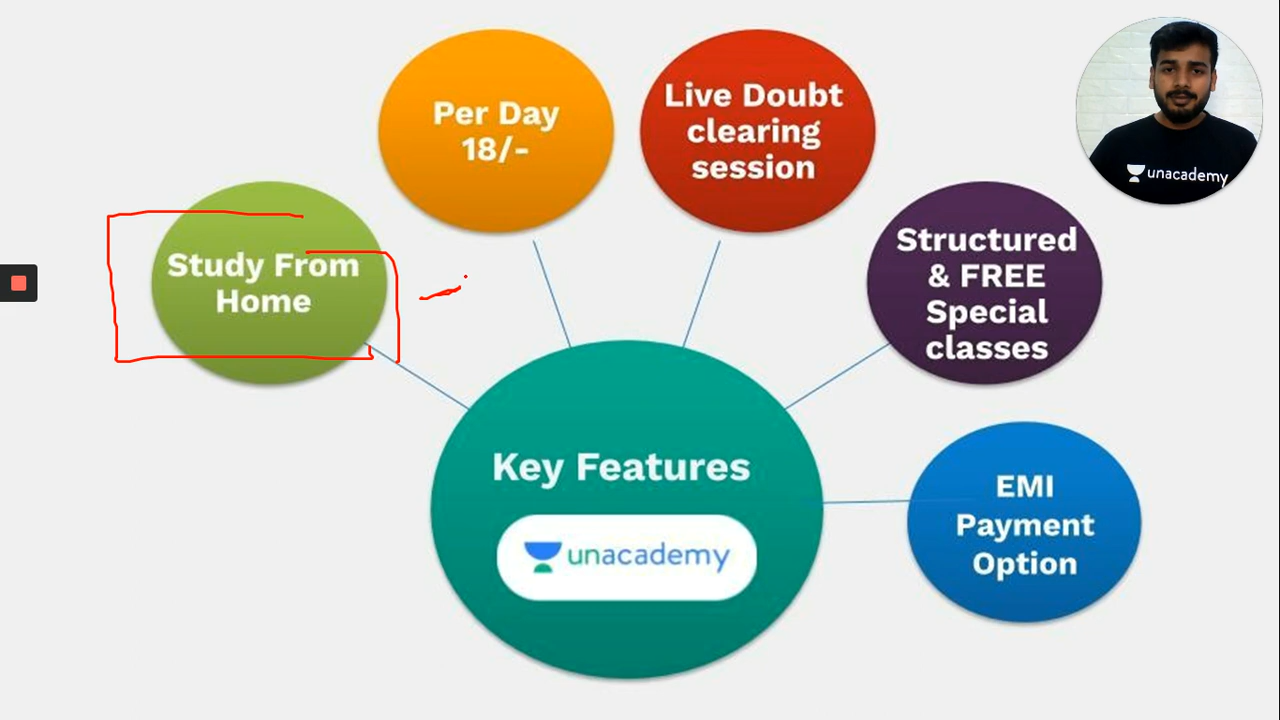 Per Day
18/-
Live Doubt
clearing
session
unacademy
Study From
Home
Structured
& FREE
Special
classes
Key Features
unacademy
EMI
Payment
Option